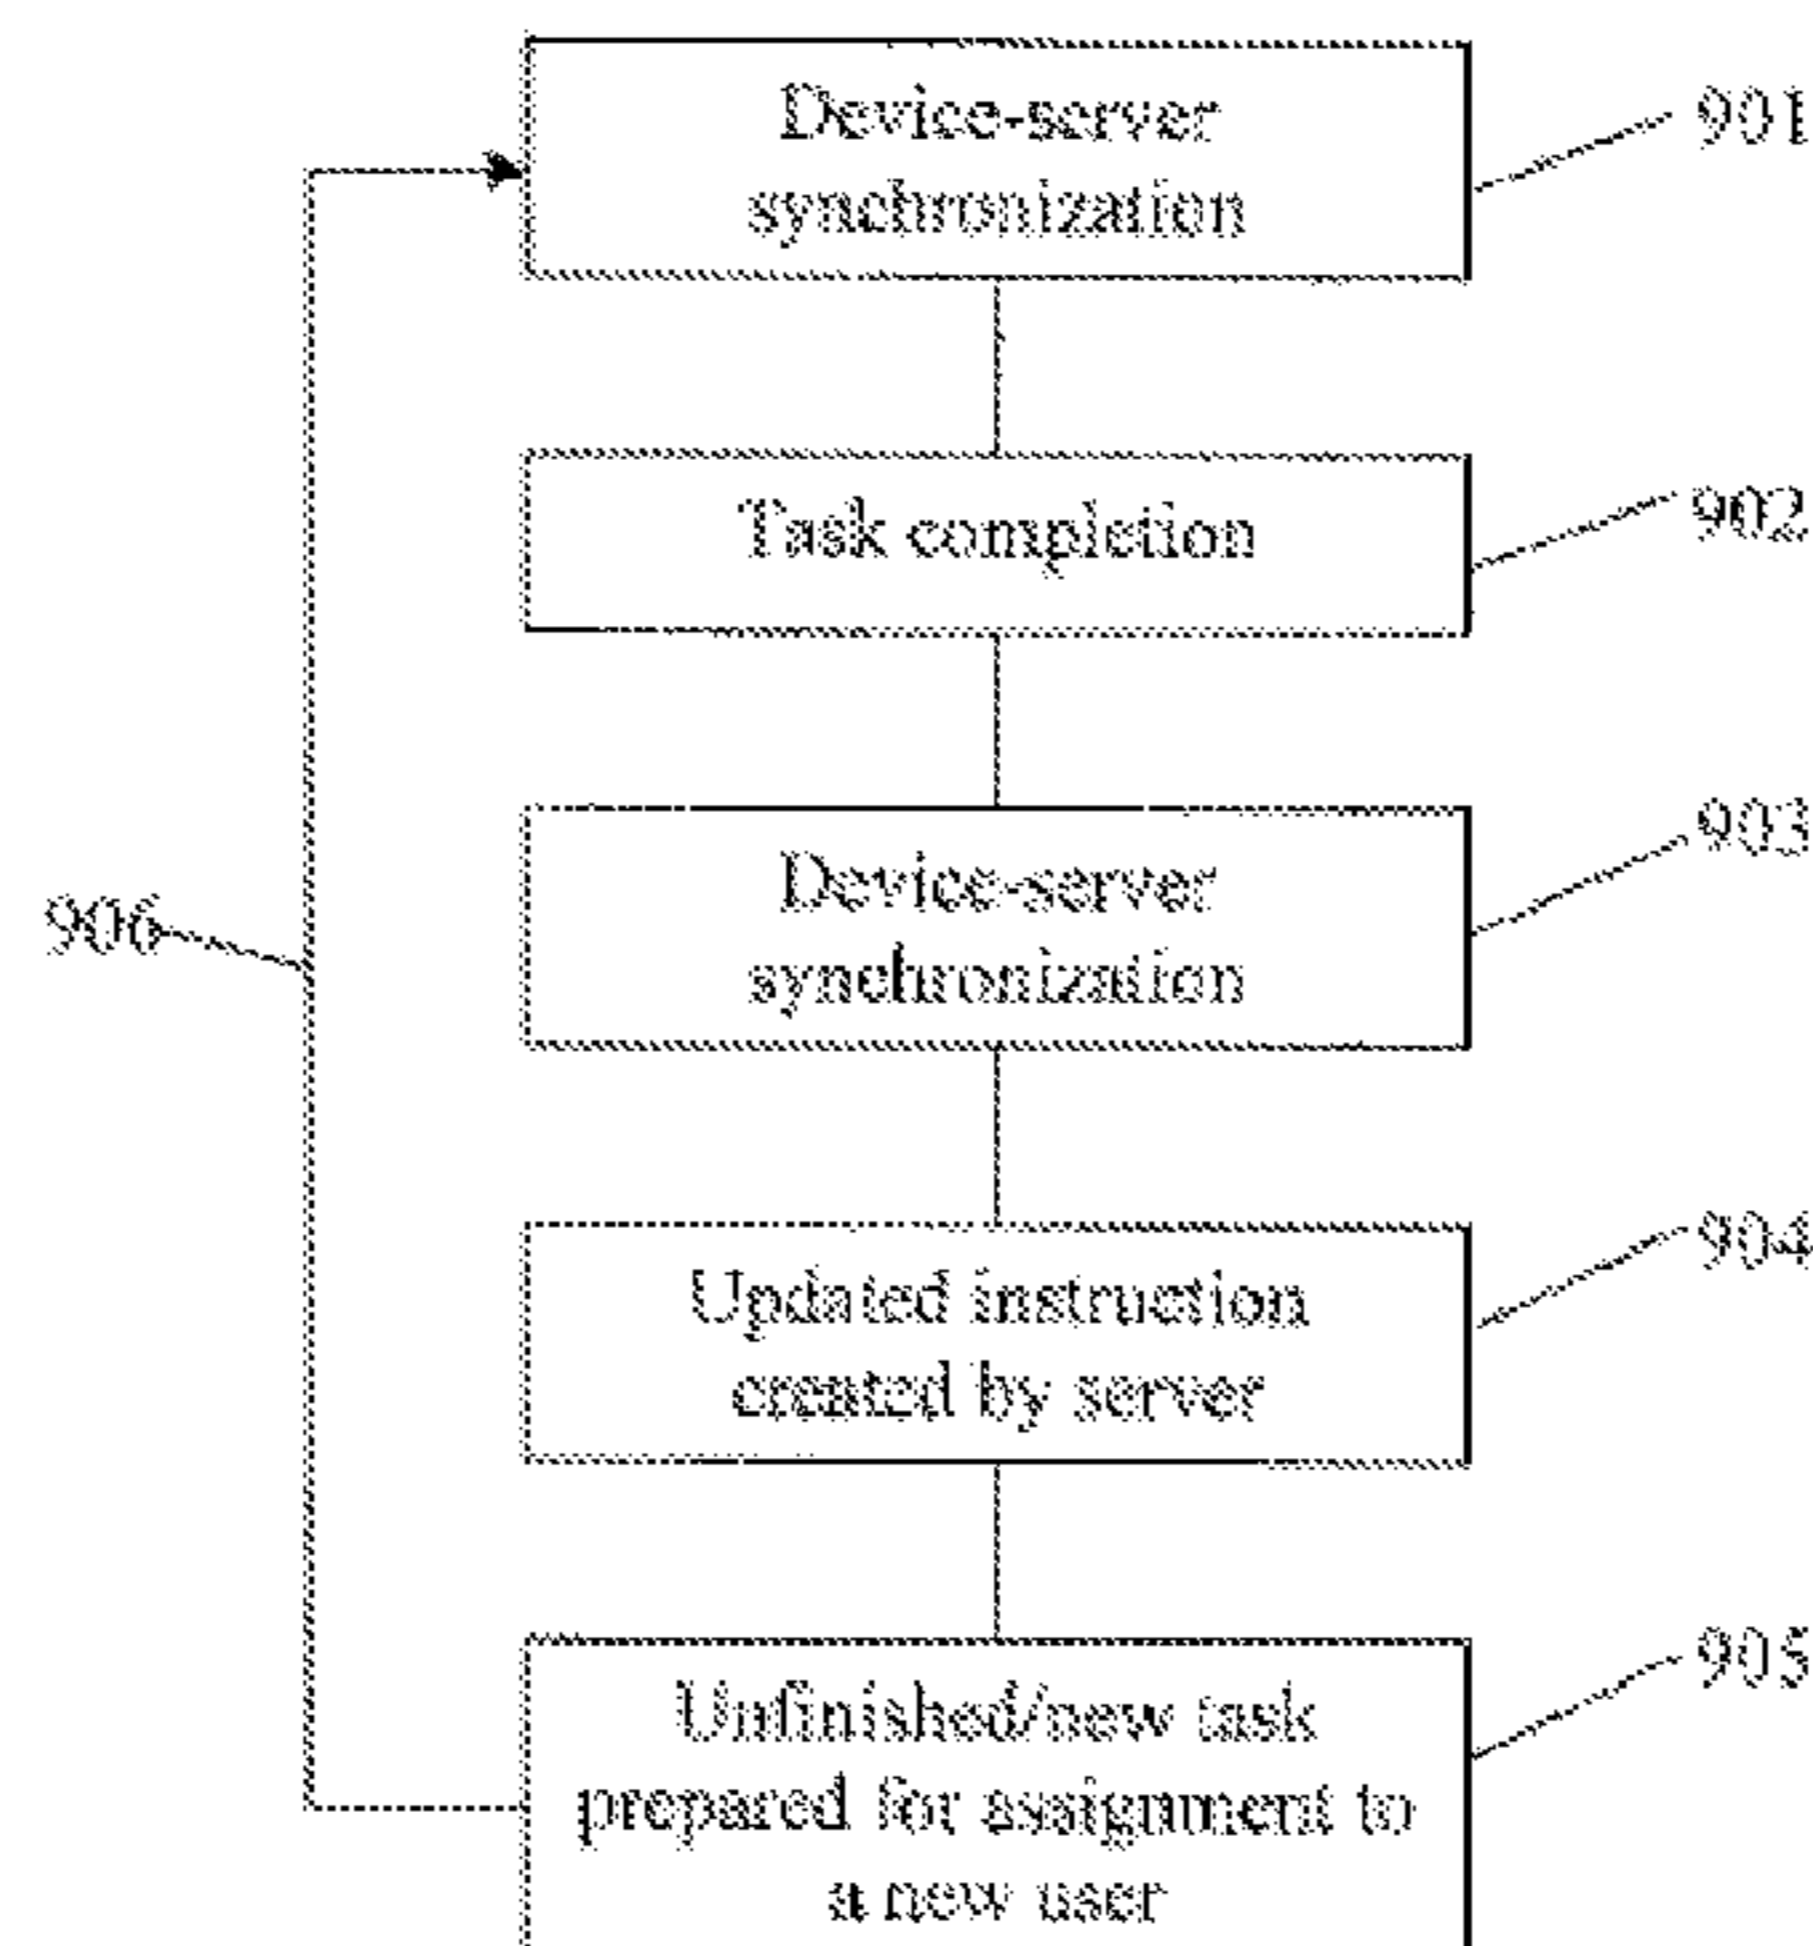 Device-server
synchronization
901
Task completion
902
Device-server
synchronization
903
906
Updated instruction
created by server
904
Unfinished/new task
prepared for assignment to
a new user
905